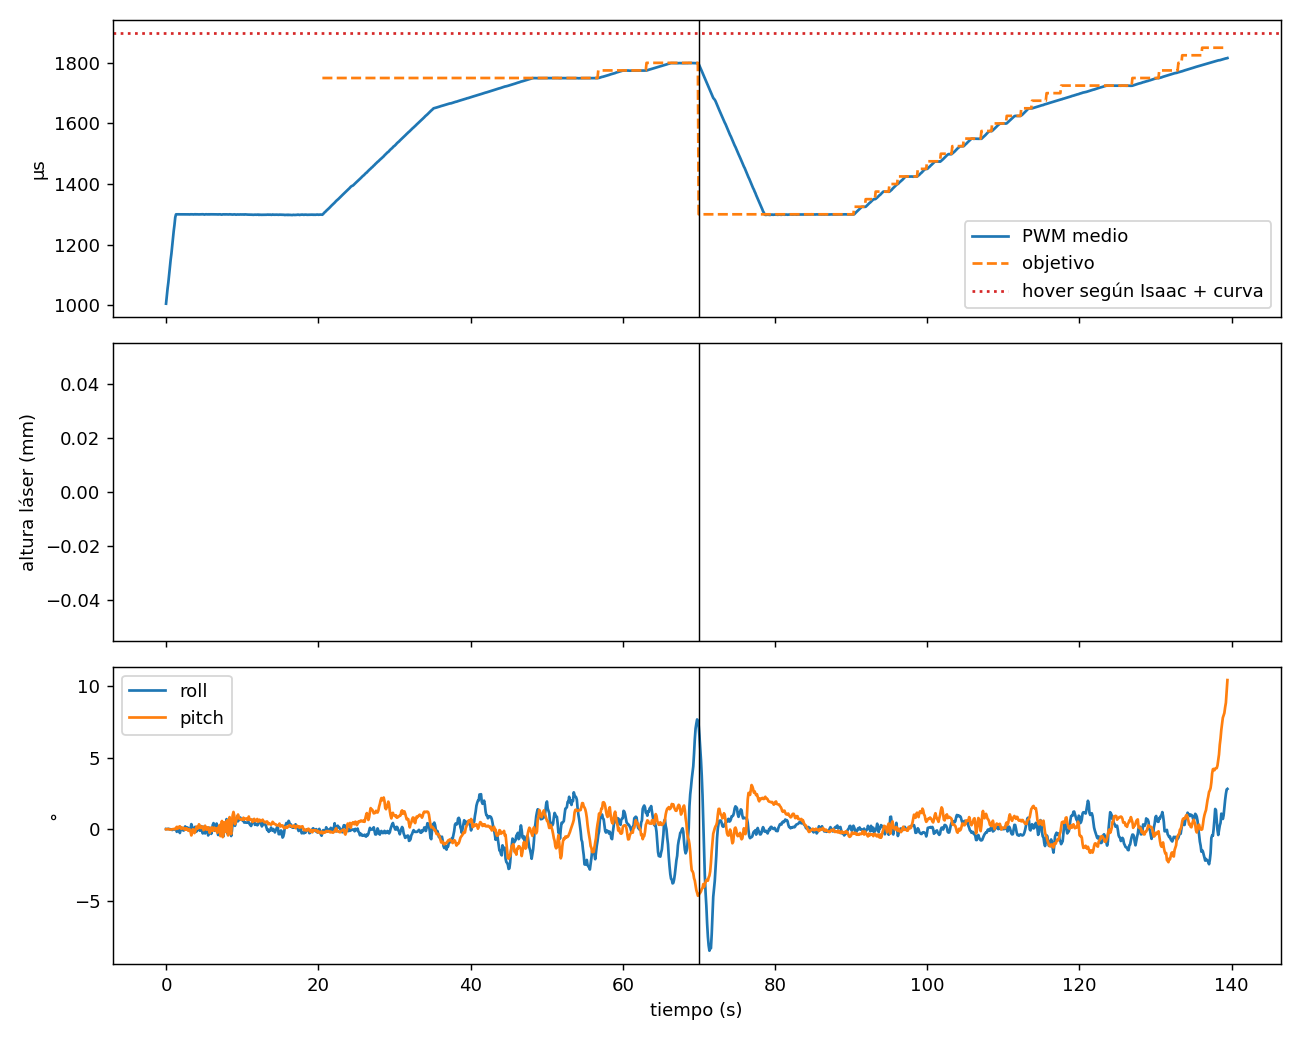 1800
1600
1400
1200
1000
µs
PWM medio
objetivo
hover según Isaac + curva
0.04
0.02
0.00
−0.02
−0.04
altura láser (mm)
10
5
0
−5
°
roll
pitch
0 20 40 60 80 100 120 140
tiempo (s)